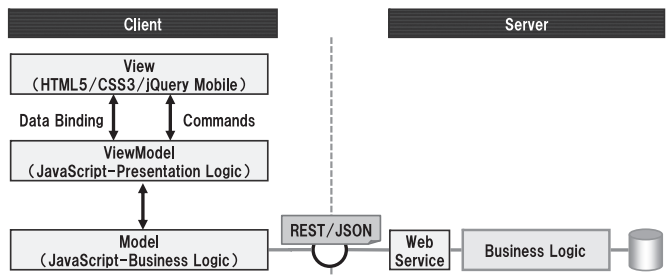 Client
Server
View
(HTML5/CSS3/jQuery Mobile)
Data Binding
Commands
ViewModel
(JavaScript-Presentation Logic)
REST/JSON
Model
(JavaScript-Business Logic)
Web
Service
Business Logic